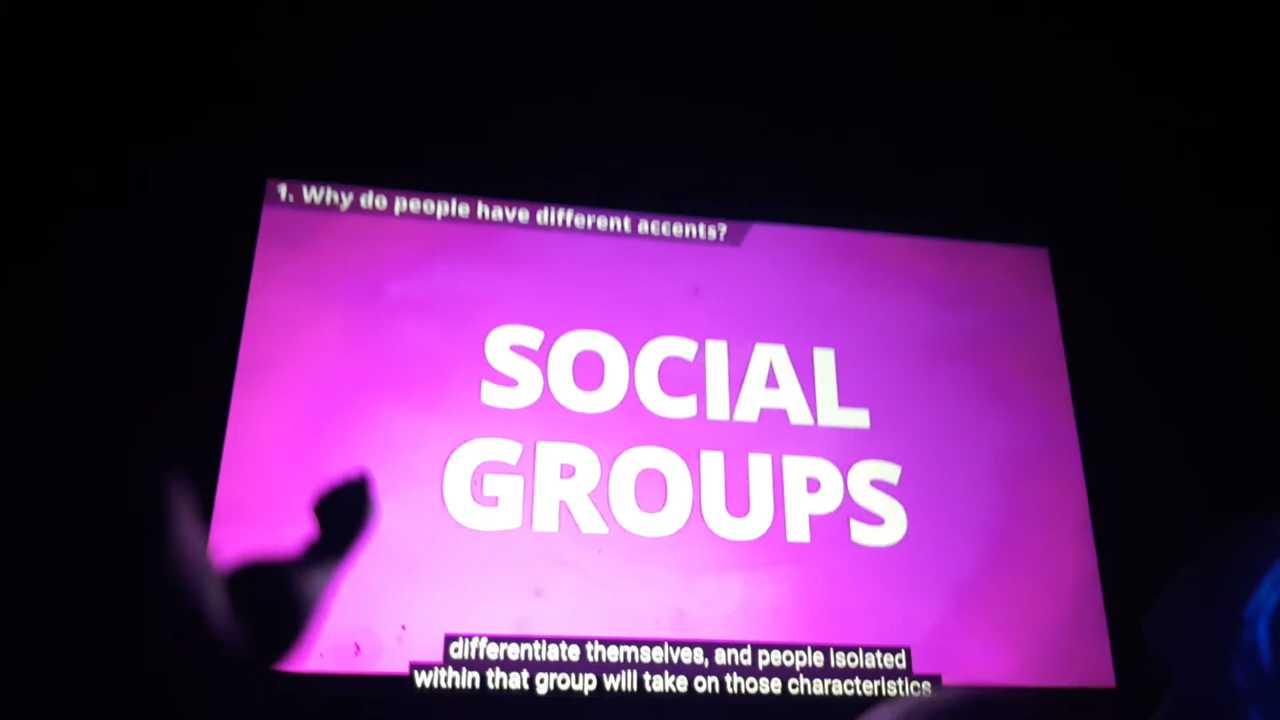 1. Why do people have different accents?
SOCIAL
GROUPS
differentiate themselves, and people isolated
within that group will take on those characteristics